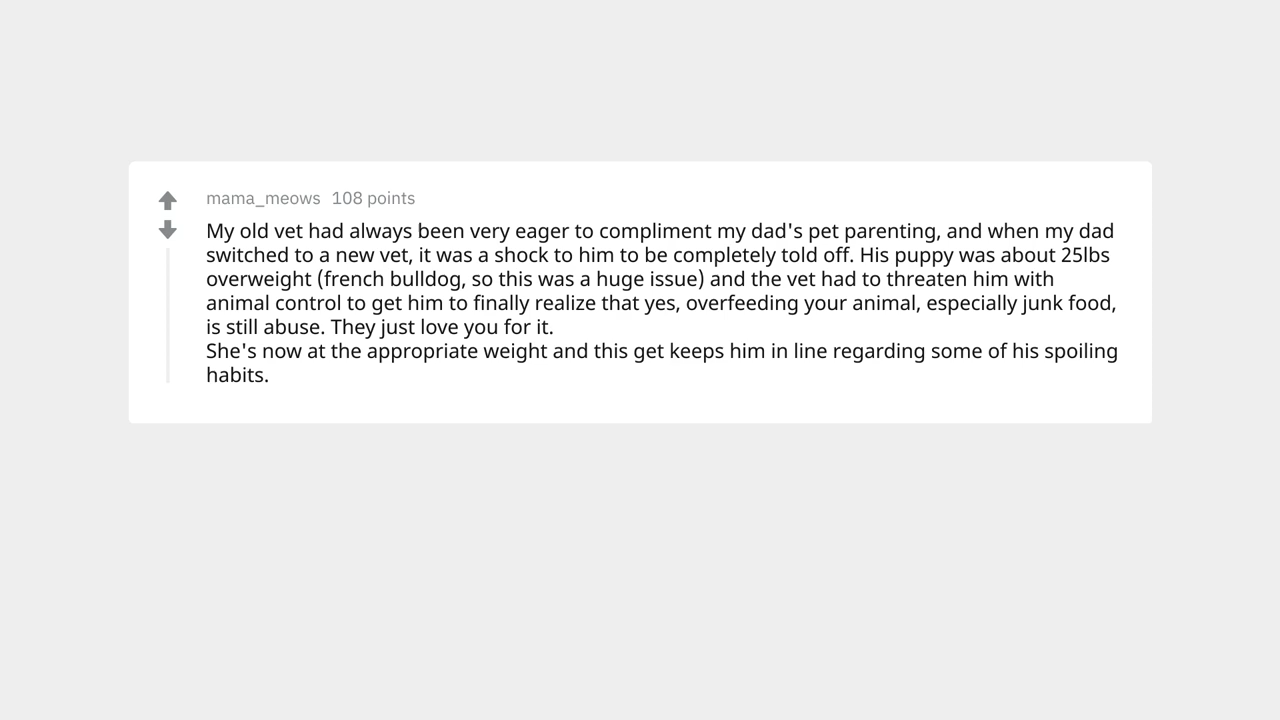 mama_meows 108 points
My old vet had always been very eager to compliment my dad's pet parenting, and when my dad
switched to a new vet, it was a shock to him to be completely told off. His puppy was about 25lbs
overweight (french bulldog, so this was a huge issue) and the vet had to threaten him with
animal control to get him to finally realize that yes, overfeeding your animal, especially junk food,
is still abuse. They just love you for it.
She's now at the appropriate weight and this get keeps him in line regarding some of his spoiling
habits.